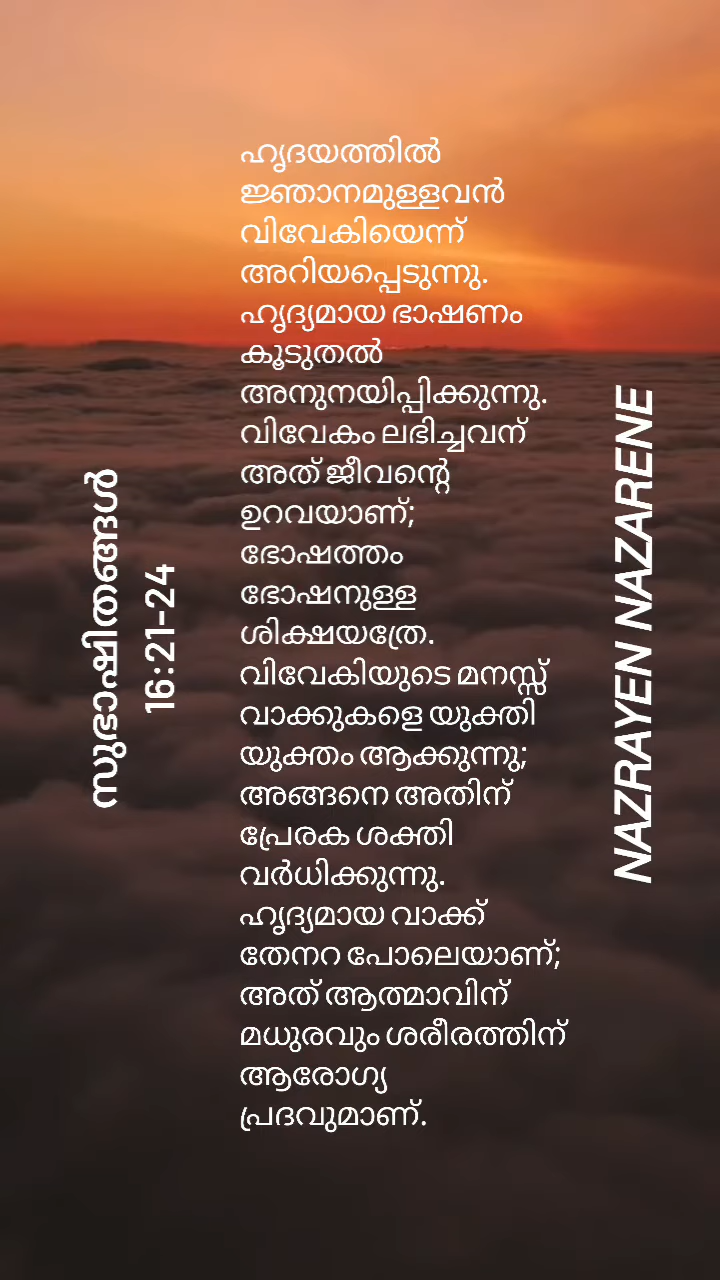 ഹൃദയത്തിൽ
ജ്ഞാനമുള്ളവൻ
വിവേകിയെന്ന്
അറിയപ്പെടുന്നു.
ഹൃദ്യമായ ഭാഷണം
കൂടുതൽ
അനുനയിപ്പിക്കുന്നു.
വിവേകം ലഭിച്ചവന്
അത് ജീവന്റെ
ഉറവയാണ്;
ഭോഷത്തം
ഭോഷനുള്ള
ശിക്ഷയത്രേ.
വിവേകിയുടെ മനസ്സ്
വാക്കുകളെ യുക്തി
യുക്തം ആക്കുന്നു;
അങ്ങനെ അതിന്
പ്രേരക ശക്തി
വർധിക്കുന്നു.
ഹൃദ്യമായ വാക്ക്
തേനറ പോലെയാണ്;
അത് ആത്മാവിന്
മധുരവും ശരീരത്തിന്
ആരോഗ്യ
പ്രദവുമാണ്.
സുഭാഷിതങ്ങൾ
16:21-24
NAZRAYEN NAZARENE